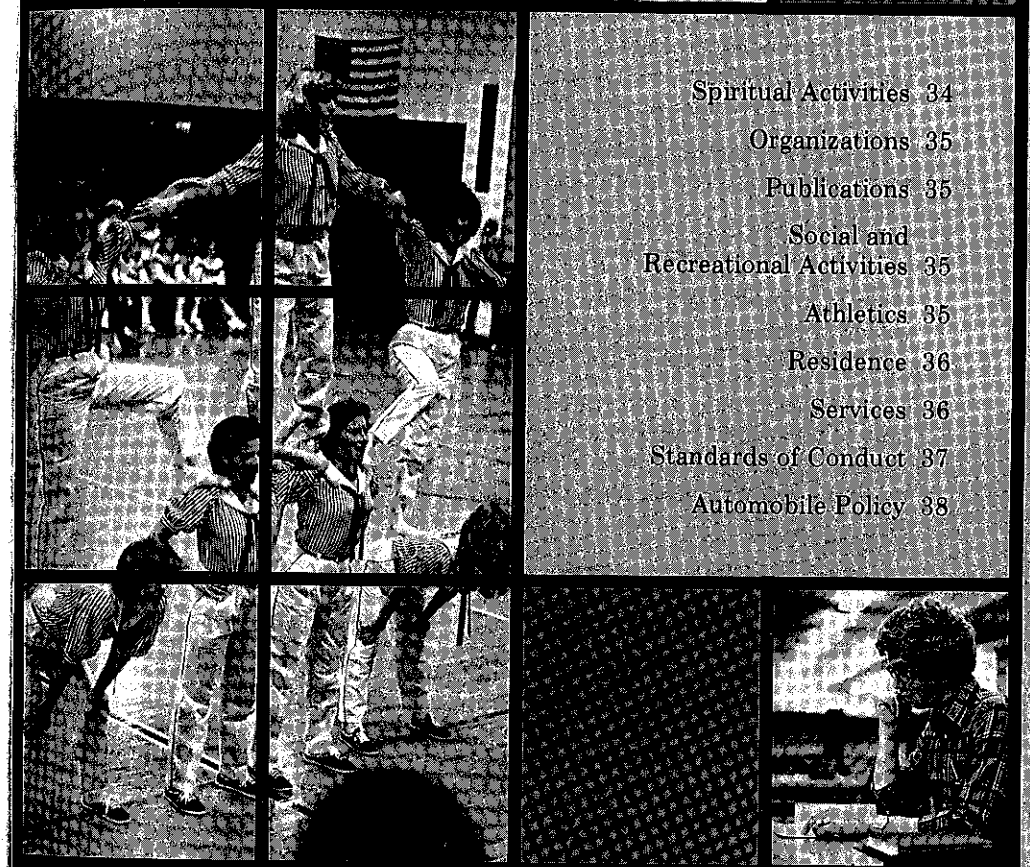 Spiritual Activities 34
Organizations 35
Publications 35
Social and
Recreational Activities 35
Athletics 35
Residence 36
Services 36
Standards of Conduct 37
Automobile Policy 38